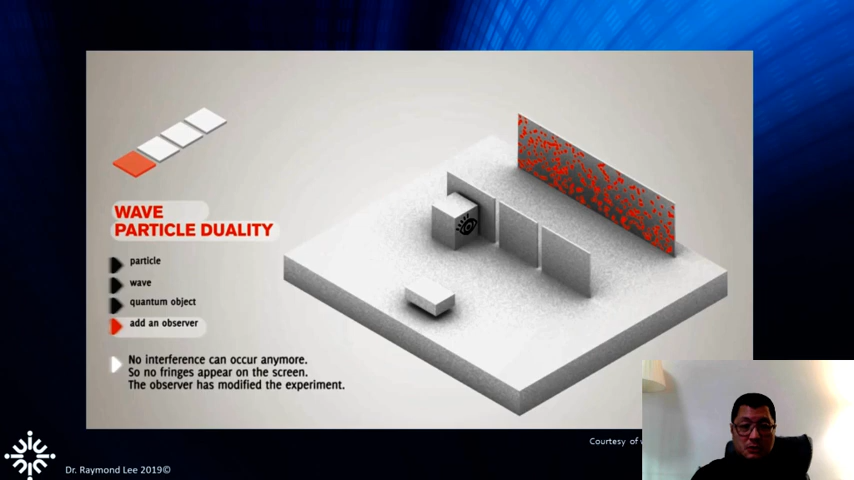 WAVE
PARTICLE DUALITY
particle
wave
quantum object
add an observer
No interference can occur anymore.
So no fringes appear on the screen.
The observer has modified the experiment.
Courtesy of
Dr. Raymond Lee 2019©